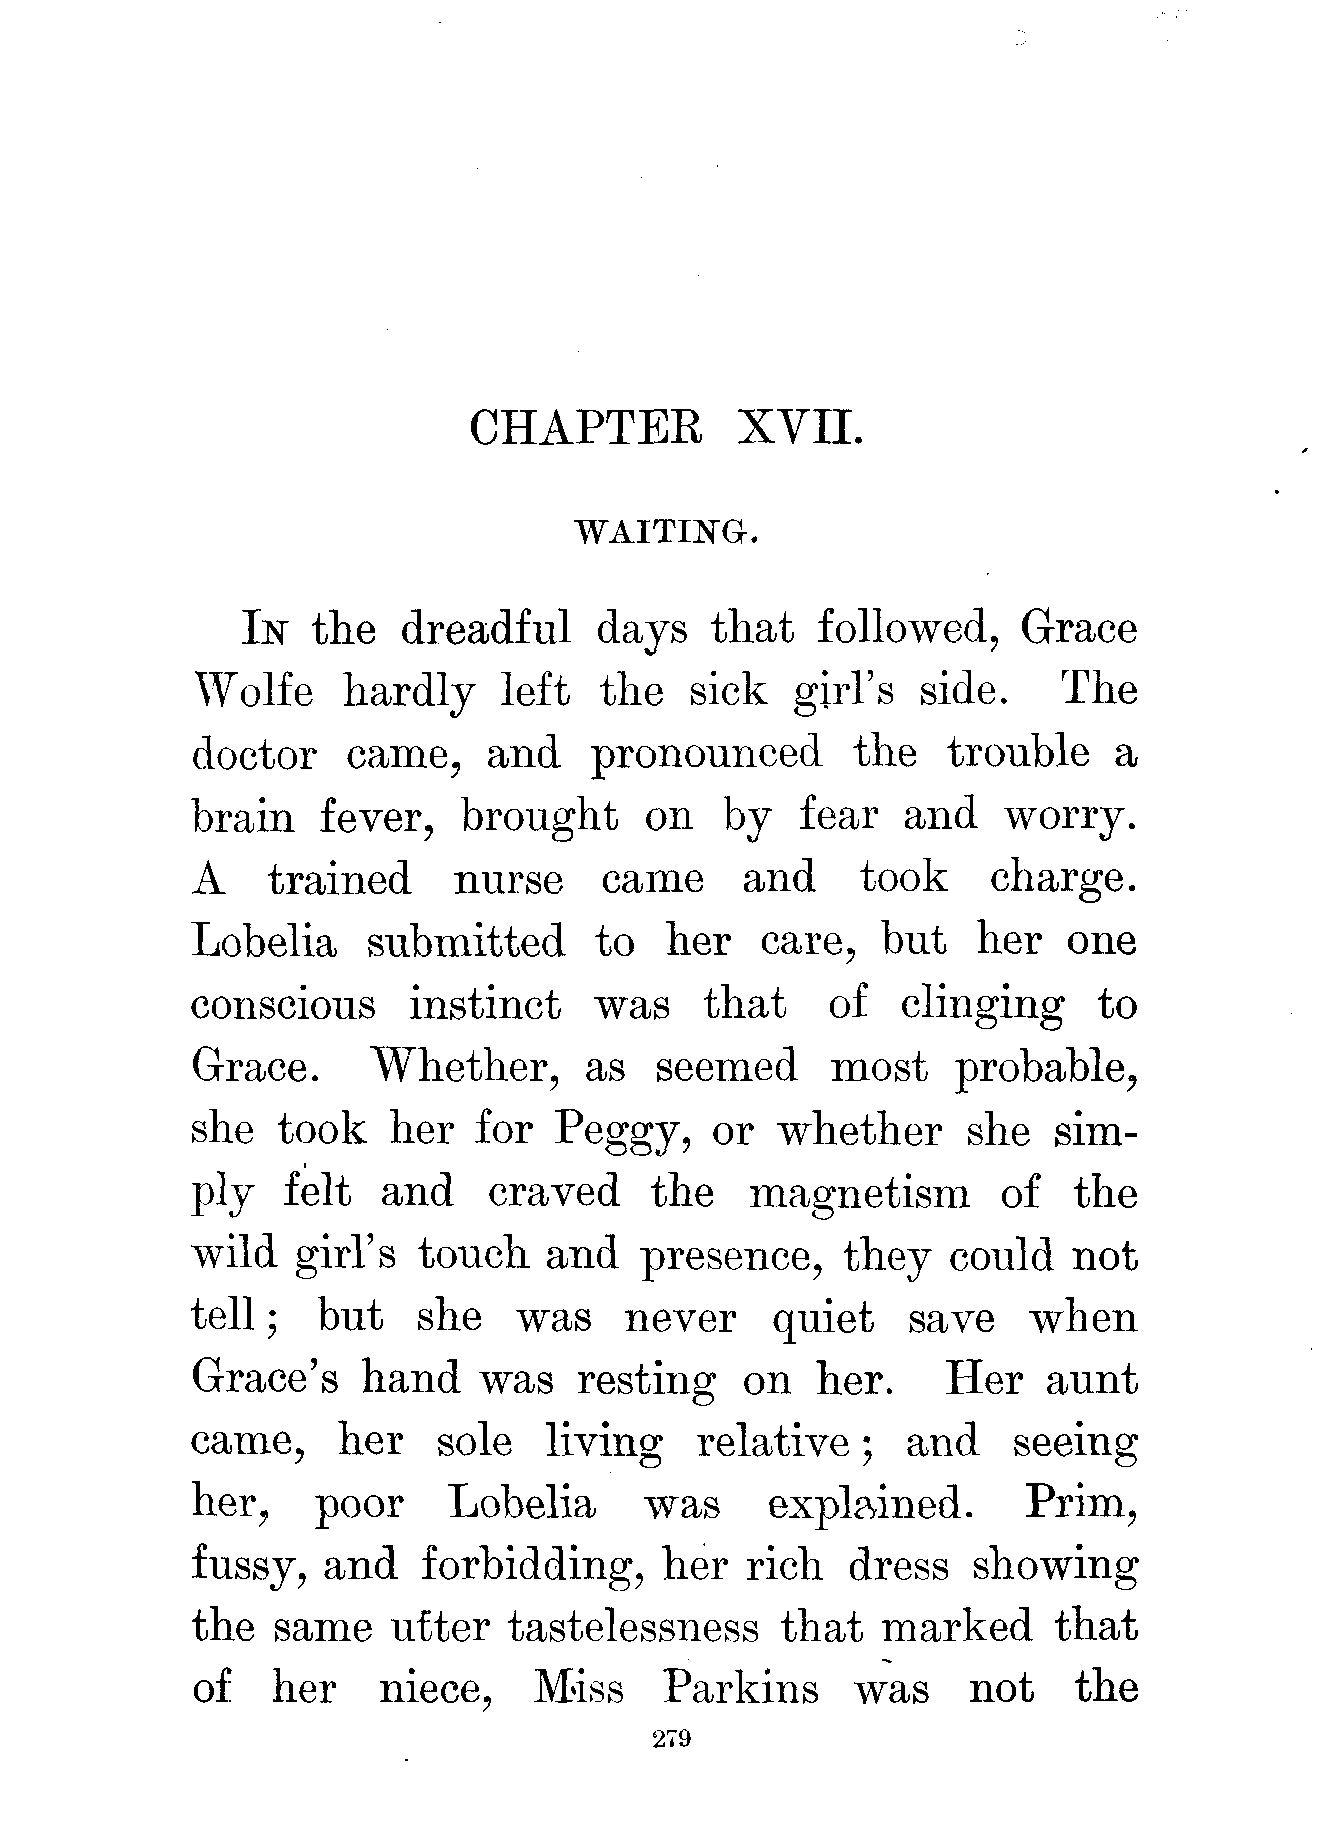 CHAPTER XVII.
WAITING.
IN the dreadful days that followed, Grace
Wolfe hardly left the sick girl's side. The
doctor came, and pronounced the trouble a
brain fever, brought on by fear and worry.
A trained nurse came and took charge.
Lobelia submitted to her care, but her one
conscious instinct was that of clinging to
Grace. Whether, as seemed most probable,
she took her for Peggy, or whether she sim-
ply felt and craved the magnetism of the
wild girl's touch and presence, they could not
tell; but she was never quiet save when
Grace's hand was resting on her. Her aunt
came, her sole living relative; and seeing
her, poor Lobelia was explained. Prim,
fussy, and forbidding, her rich dress showing
the same utter tastelessness that marked that
of her niece, Miss Parkins was not the
279